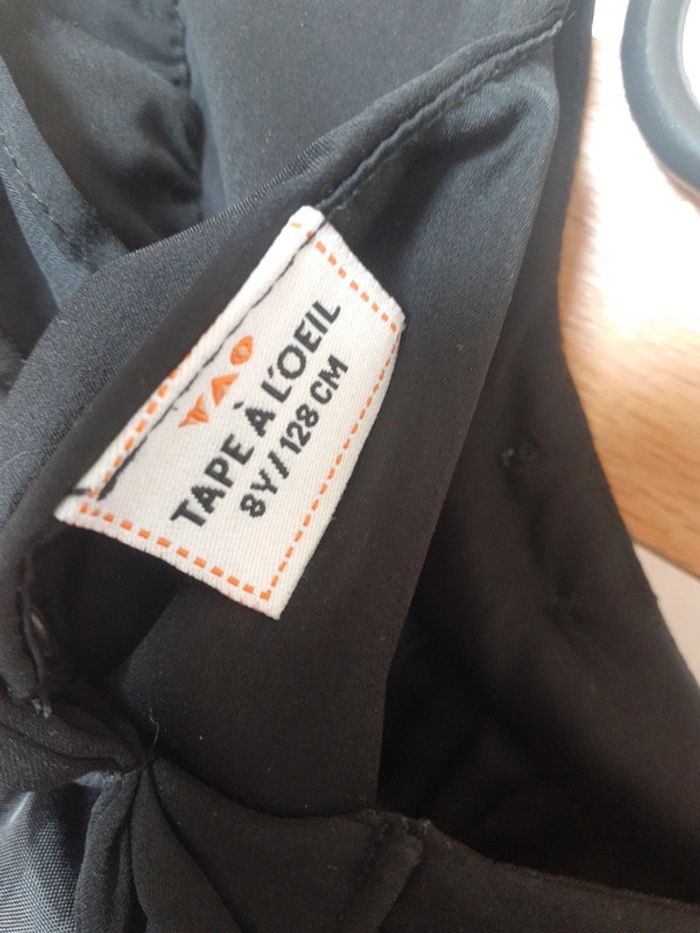 TAO
TAPE À L'OEIL
8Y/128 CM